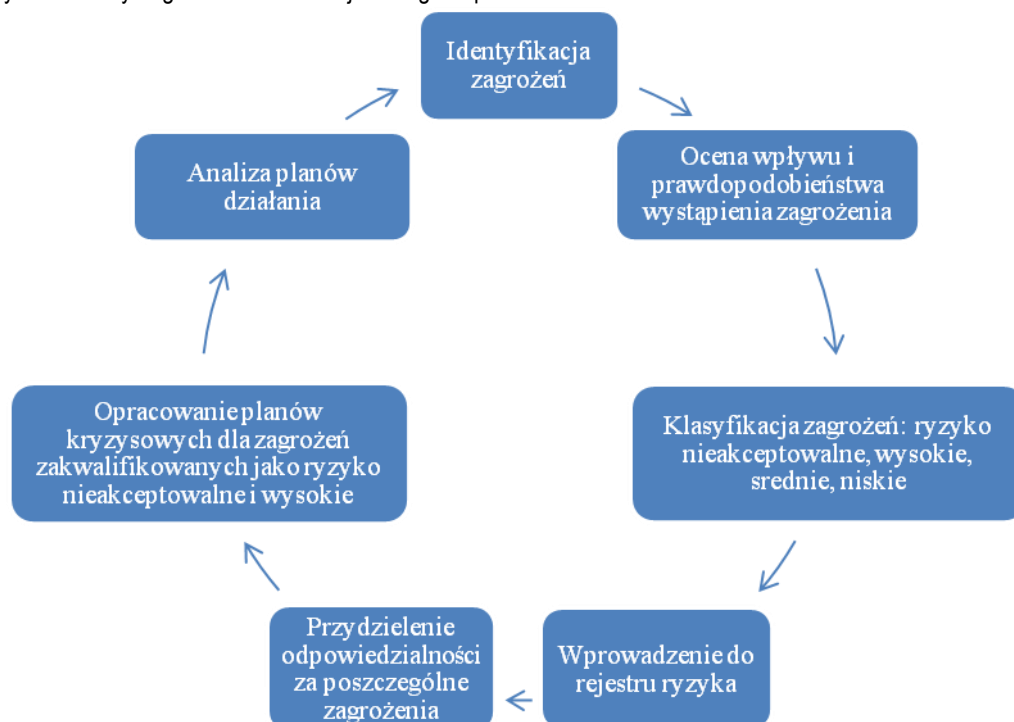 Identyfikacja
zagrożeń
Ocena wpływu i
prawdopodobieństwa
wystąpienia zagrożenia
Klasyfikacja zagrożeń: ryzyko
nieakceptowalne, wysokie,
srednie, niskie
Wprowadzenie do
rejestru ryzyka
Przydzielenie
odpowiedzialności
za poszczególne
zagrożenia
Opracowanie planów
kryzysowych dla zagrożeń
zakwalifikowanych jako ryzyko
nieakceptowalne i wysokie
Analiza planów
działania